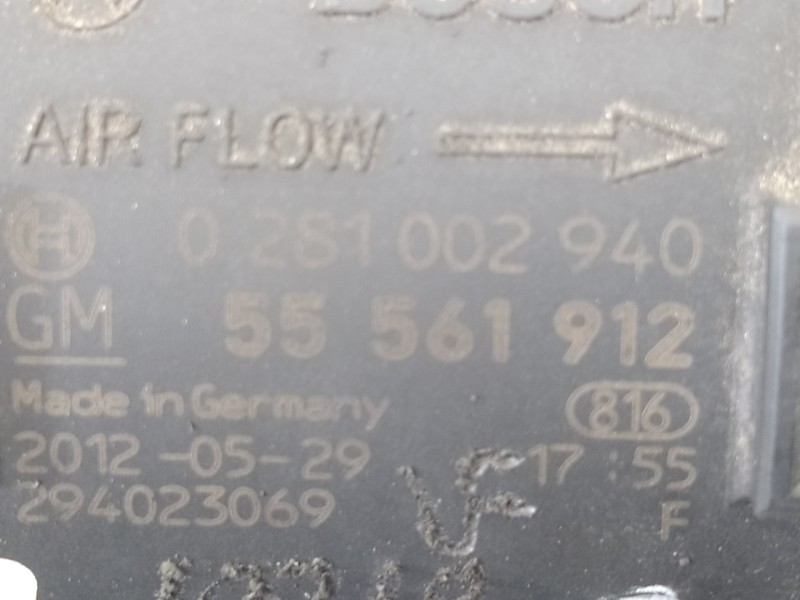 BOSCH
AIR FLOW
0 281 002 940
GM 55 561 912
Made in Germany 816
2012-05-29 17:55
294023069 F